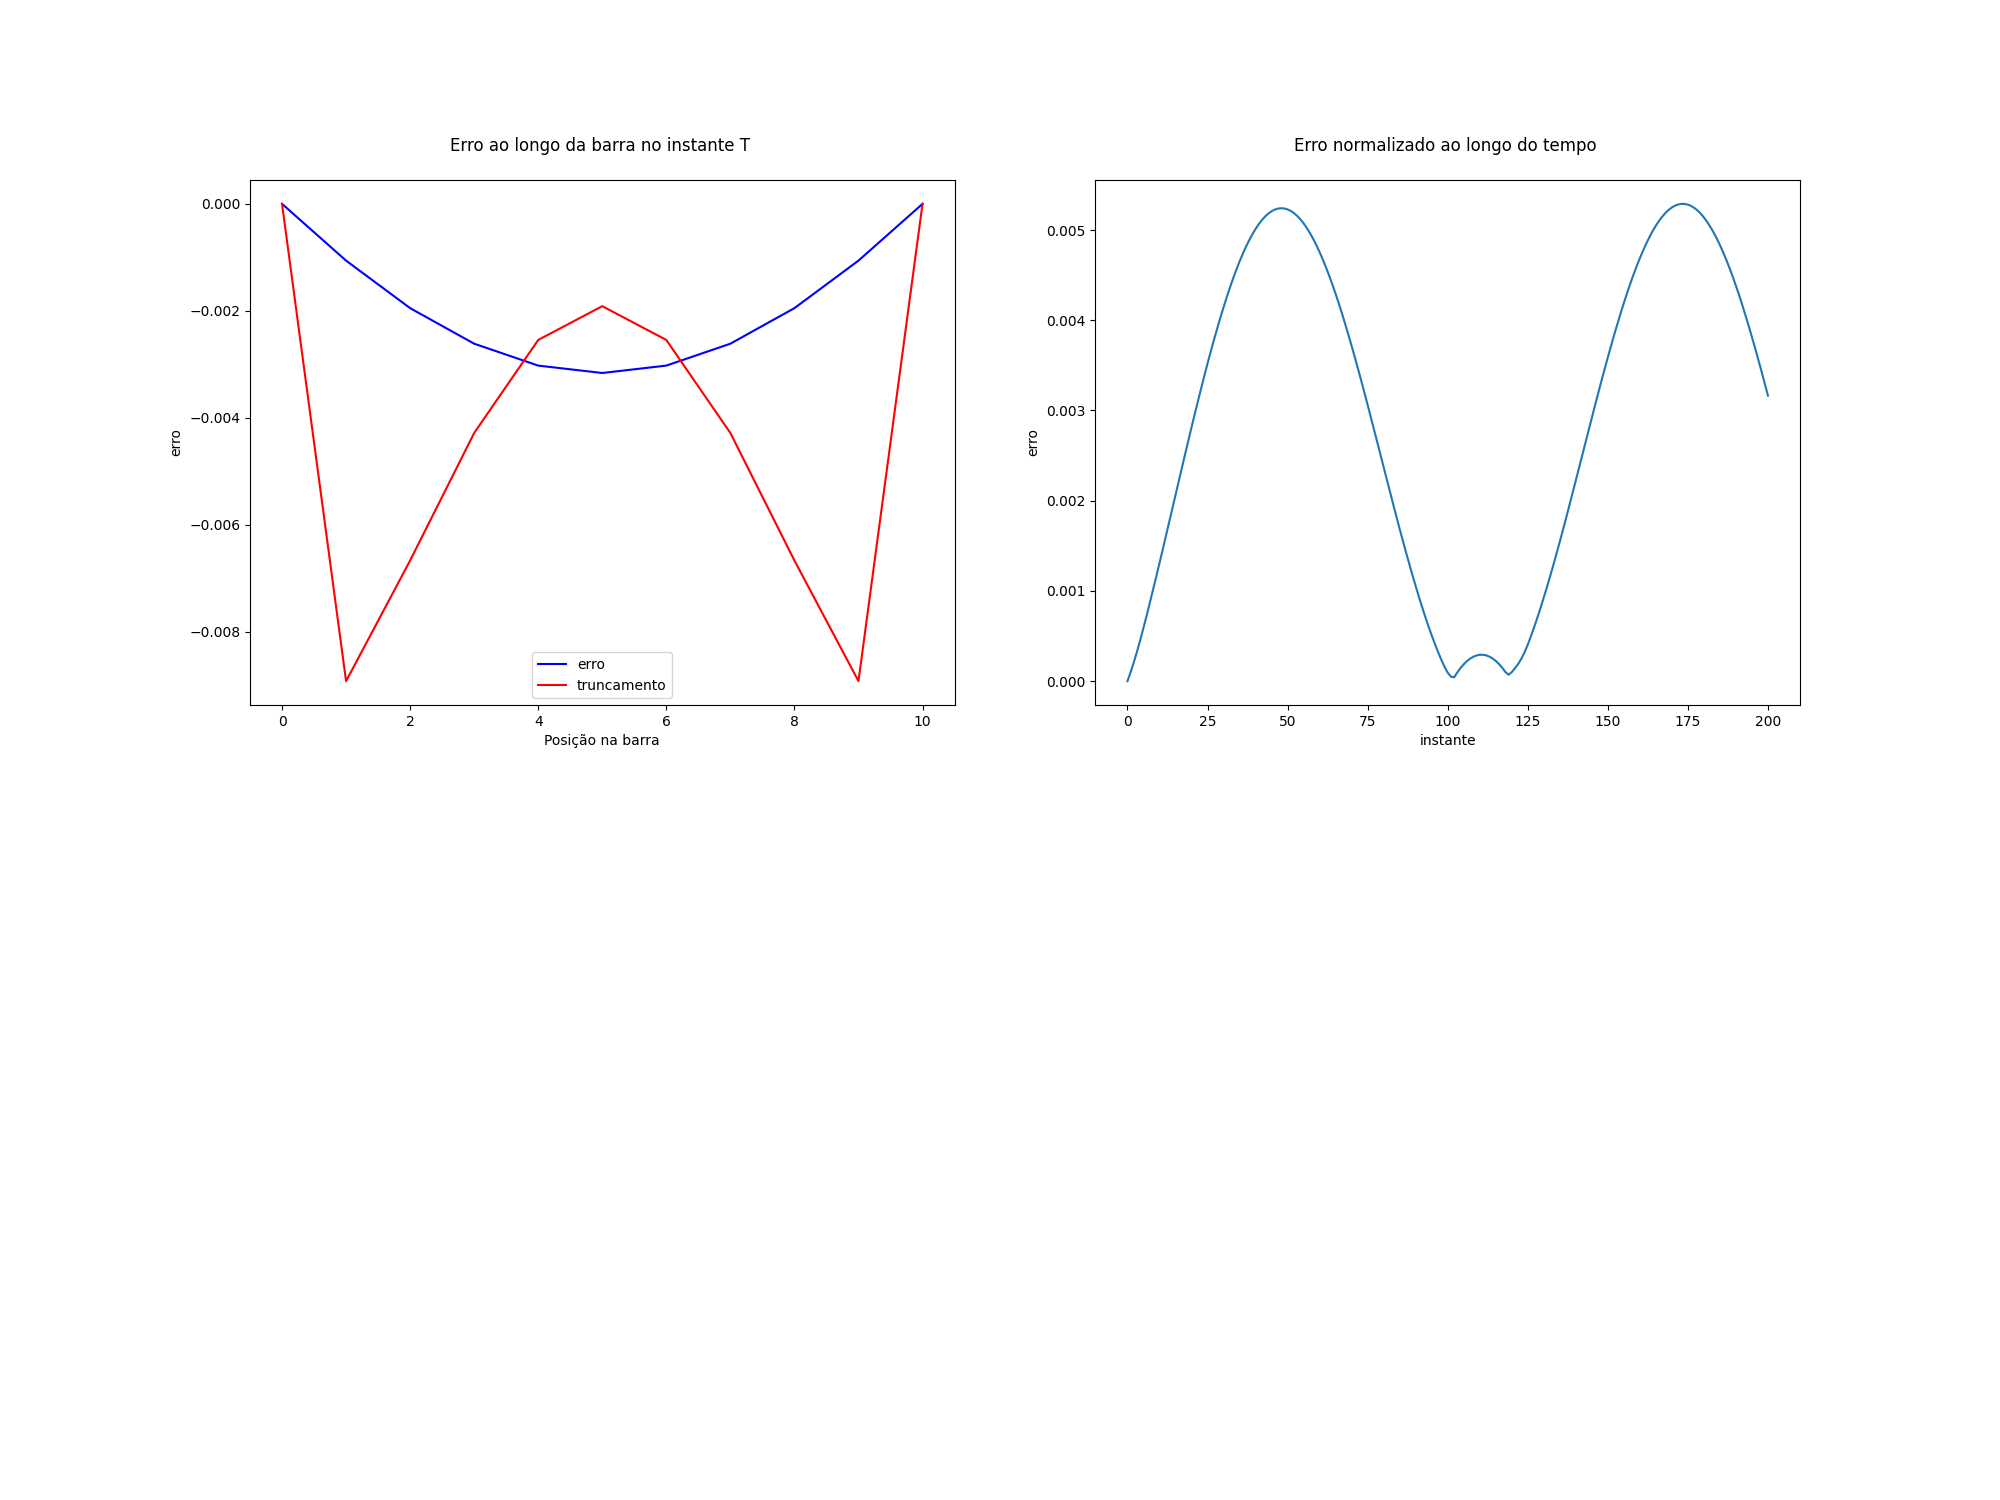 Erro ao longo da barra no instante T
0.000
−0.002
−0.004
−0.006
−0.008
erro
erro
truncamento
0 2 4 6 8 10
Posição na barra
Erro normalizado ao longo do tempo
0.005
0.004
0.003
0.002
0.001
0.000
erro
0 25 50 75 100 125 150 175 200
instante